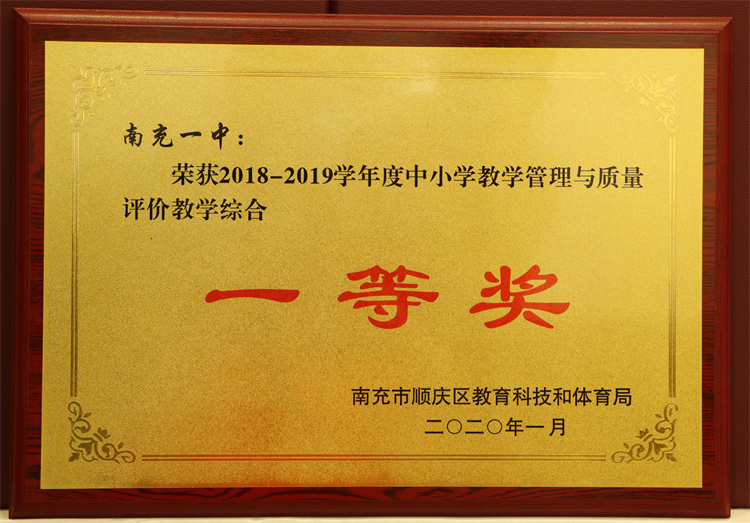 南充一中：
荣获2018-2019学年度中小学教学管理与质量
评价教学综合
一等奖
南充市顺庆区教育科技和体育局
二〇二〇年一月